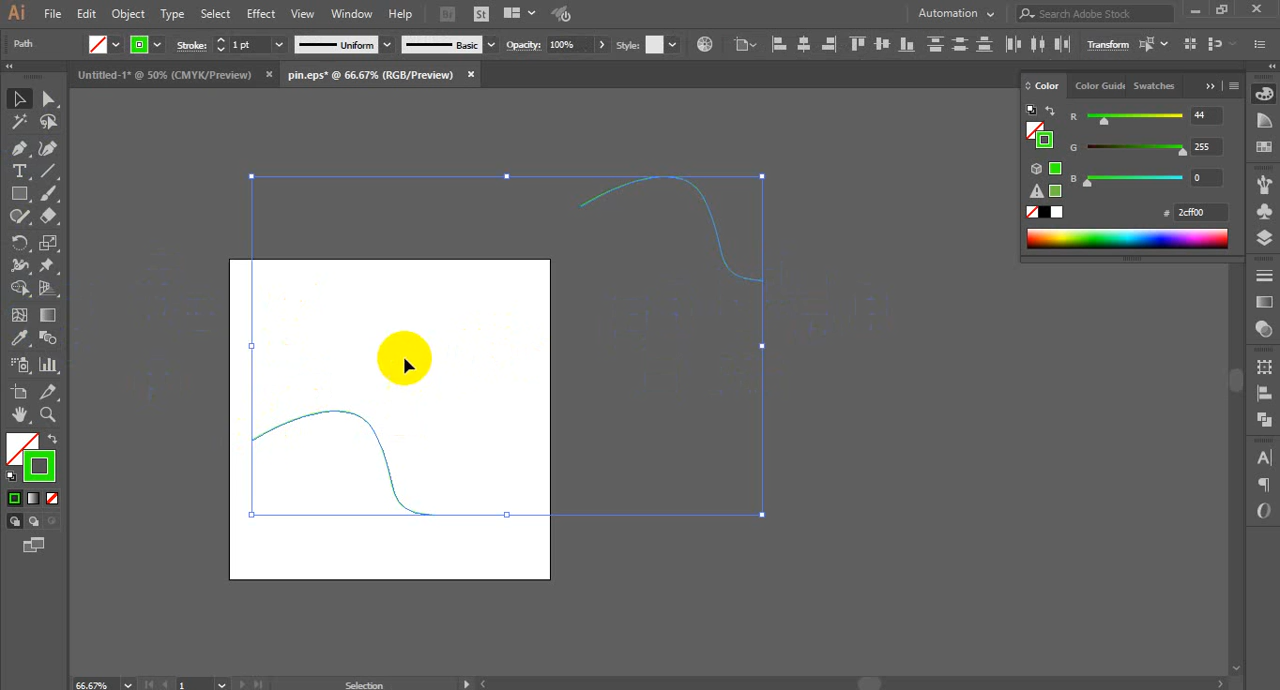 Ai File Edit Object Type Select Effect View Window Help Br St Automation Search Adobe Stock
Path Stroke: 1 pt Uniform Basic Opacity: 100% Style: Transform
Untitled-1* @ 50% (CMYK/Preview) × pin.eps* @ 66.67% (RGB/Preview) ×
Color Color Guide Swatches
R 44
G 255
B 0
# 2cff00
66.67% 1 Selection